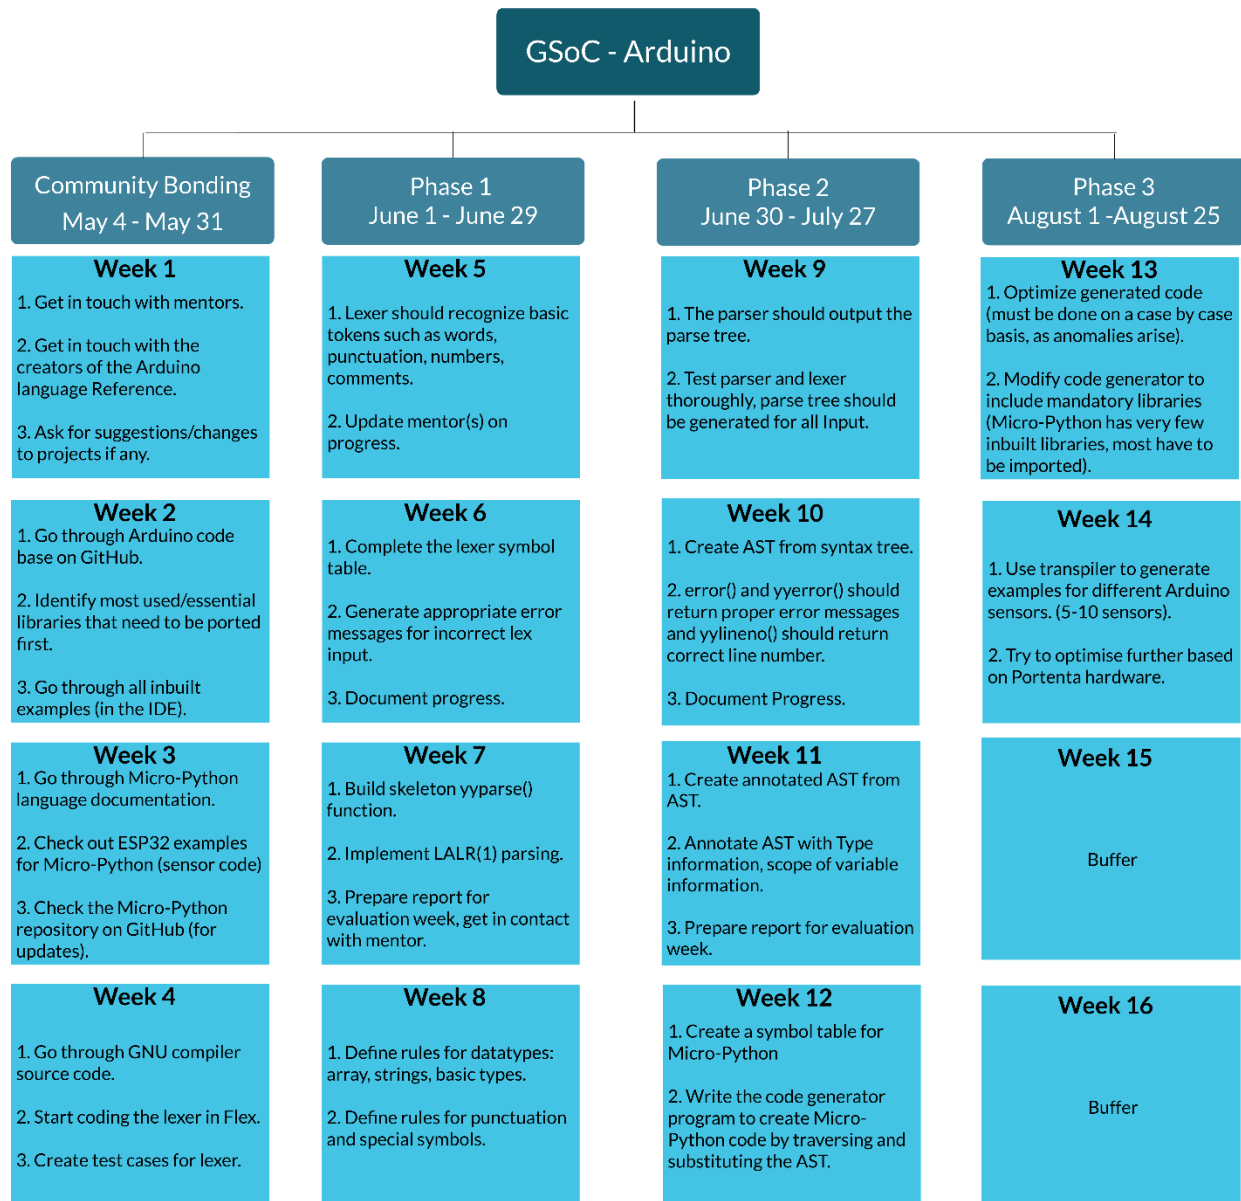 GSoC - Arduino
Community Bonding
May 4 - May 31
Week 1
1. Get in touch with mentors.
2. Get in touch with the
creators of the Arduino
language Reference.
3. Ask for suggestions/changes
to projects if any.
Week 2
1. Go through Arduino code
base on GitHub.
2. Identify most used/essential
libraries that need to be ported
first.
3. Go through all inbuilt
examples (in the IDE).
Week 3
1. Go through Micro-Python
language documentation.
2. Check out ESP32 examples
for Micro-Python (sensor code)
3. Check the Micro-Python
repository on GitHub (for
updates).
Week 4
1. Go through GNU compiler
source code.
2. Start coding the lexer in Flex.
3. Create test cases for lexer.
Phase 1
June 1 - June 29
Week 5
1. Lexer should recognize basic
tokens such as words,
punctuation, numbers,
comments.
2. Update mentor(s) on
progress.
Week 6
1. Complete the lexer symbol
table.
2. Generate appropriate error
messages for incorrect lex
input.
3. Document progress.
Week 7
1. Build skeleton yyparse()
function.
2. Implement LALR(1) parsing.
3. Prepare report for
evaluation week, get in contact
with mentor.
Week 8
1. Define rules for datatypes:
array, strings, basic types.
2. Define rules for punctuation
and special symbols.
Phase 2
June 30 - July 27
Week 9
1. The parser should output the
parse tree.
2. Test parser and lexer
thoroughly, parse tree should
be generated for all Input.
Week 10
1. Create AST from syntax tree.
2. error() and yyerror() should
return proper error messages
and yylineno() should return
correct line number.
3. Document Progress.
Week 11
1. Create annotated AST from
AST.
2. Annotate AST with Type
information, scope of variable
information.
3. Prepare report for evaluation
week.
Week 12
1. Create a symbol table for
Micro-Python
2. Write the code generator
program to create Micro-
Python code by traversing and
substituting the AST.
Phase 3
August 1 -August 25
Week 13
1. Optimize generated code
(must be done on a case by case
basis, as anomalies arise).
2. Modify code generator to
include mandatory libraries
(Micro-Python has very few
inbuilt libraries, most have to
be imported).
Week 14
1. Use transpiler to generate
examples for different Arduino
sensors. (5-10 sensors).
2. Try to optimise further based
on Portenta hardware.
Week 15
Buffer
Week 16
Buffer